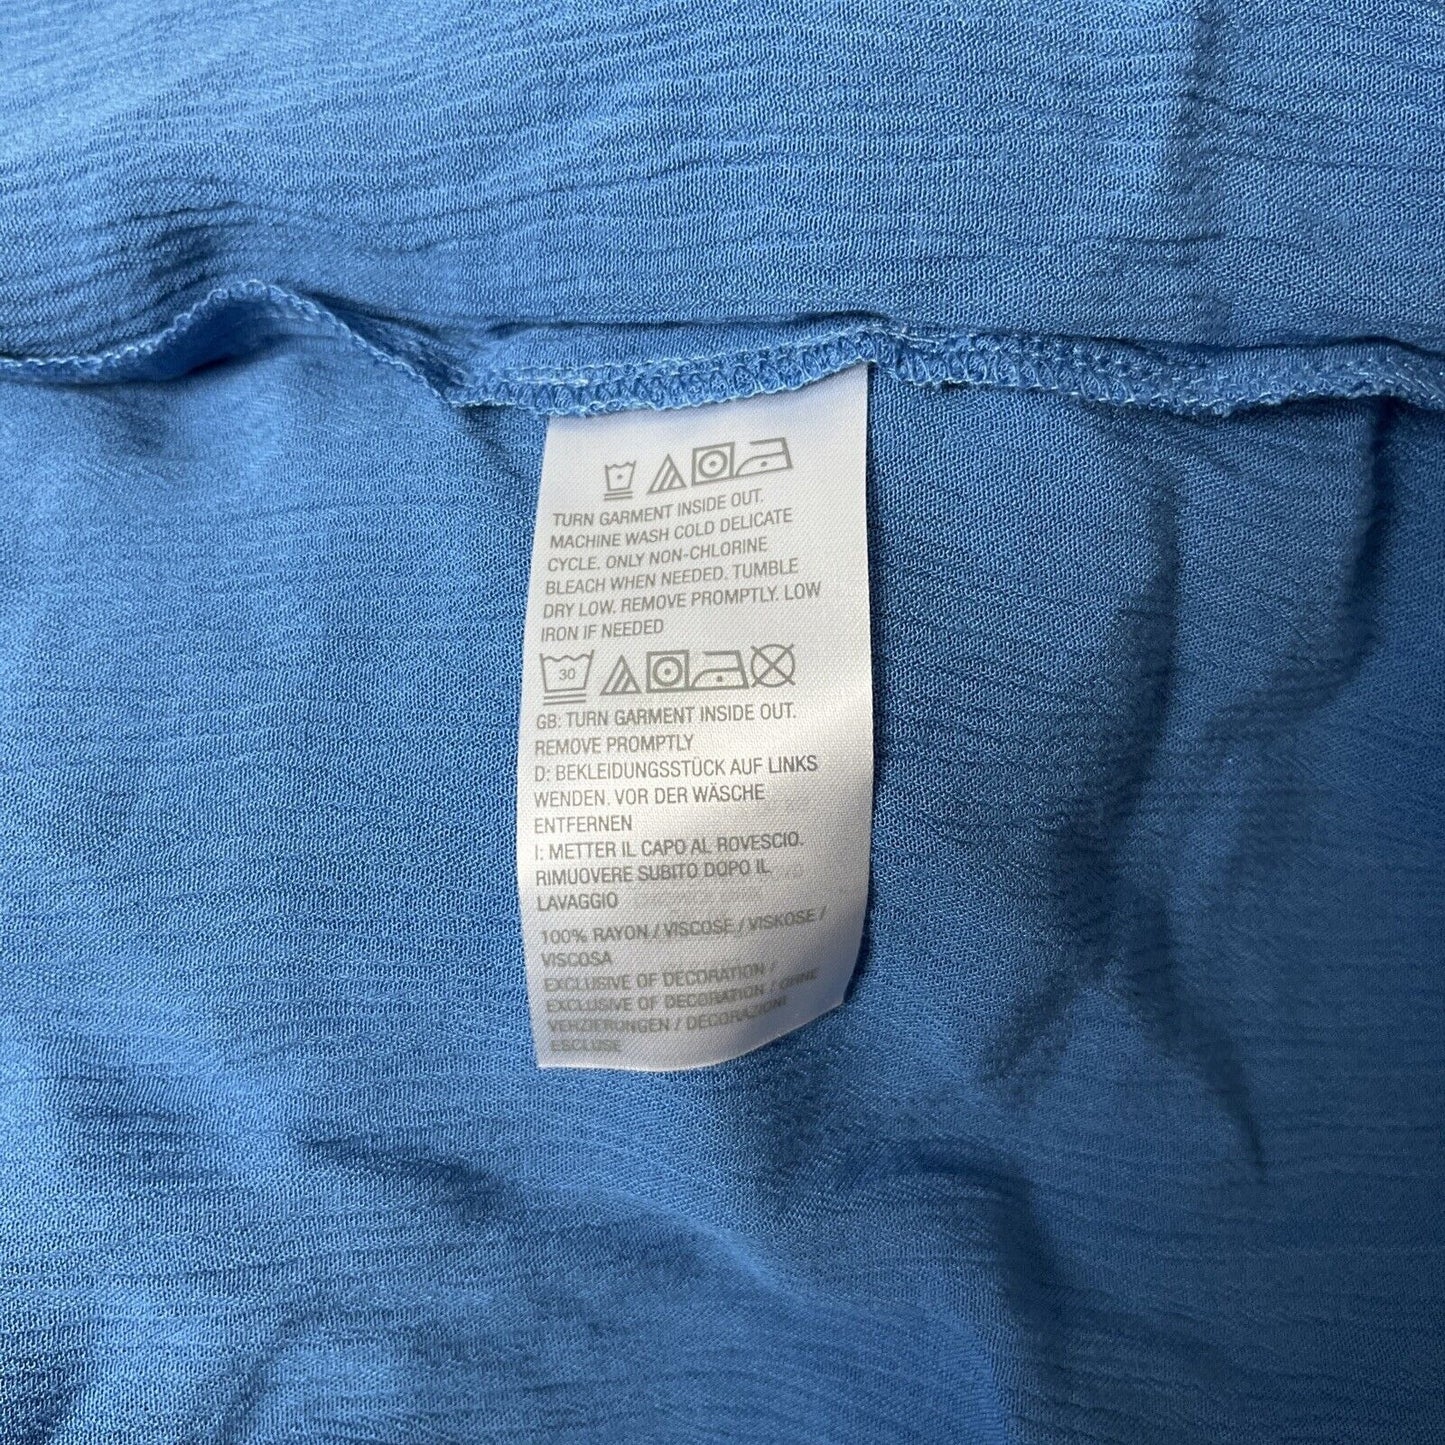 TURN GARMENT INSIDE OUT.
MACHINE WASH COLD DELICATE
CYCLE. ONLY NON-CHLORINE
BLEACH WHEN NEEDED. TUMBLE
DRY LOW. REMOVE PROMPTLY. LOW
IRON IF NEEDED
30
GB: TURN GARMENT INSIDE OUT.
REMOVE PROMPTLY
D: BEKLEIDUNGSSTÜCK AUF LINKS
WENDEN. VOR DER WÄSCHE
ENTFERNEN
I: METTER IL CAPO AL ROVESCIO.
RIMUOVERE SUBITO DOPO IL
LAVAGGIO
100% RAYON / VISCOSE / VISKOSE /
VISCOSA
EXCLUSIVE OF DECORATION /
EXCLUSIVE OF DECORATION / OHNE
VERZIERUNGEN / DECORAZIONI
ESCLUSE